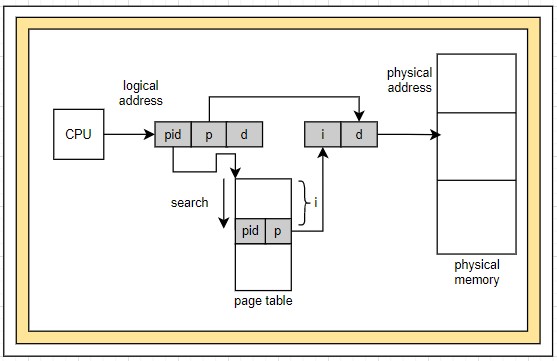 logical
address
physical
address
CPU
pid p d
i d
search
i
pid p
page table
physical
memory